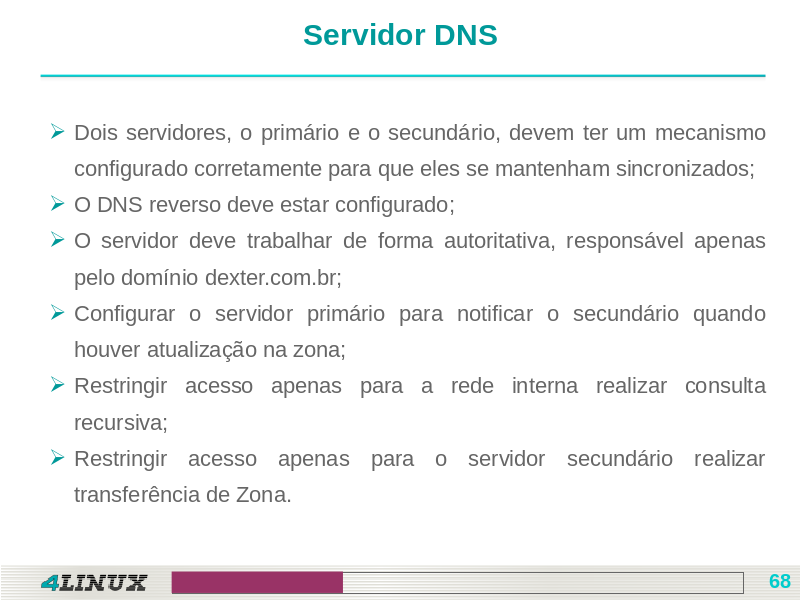 Servidor DNS
Dois servidores, o primário e o secundário, devem ter um mecanismo
configurado corretamente para que eles se mantenham sincronizados;
O DNS reverso deve estar configurado;
O servidor deve trabalhar de forma autoritativa, responsável apenas
pelo domínio dexter.com.br;
Configurar o servidor primário para notificar o secundário quando
houver atualização na zona;
Restringir acesso apenas para a rede interna realizar consulta
recursiva;
Restringir acesso apenas para o servidor secundário realizar
transferência de Zona.
4LINUX
68